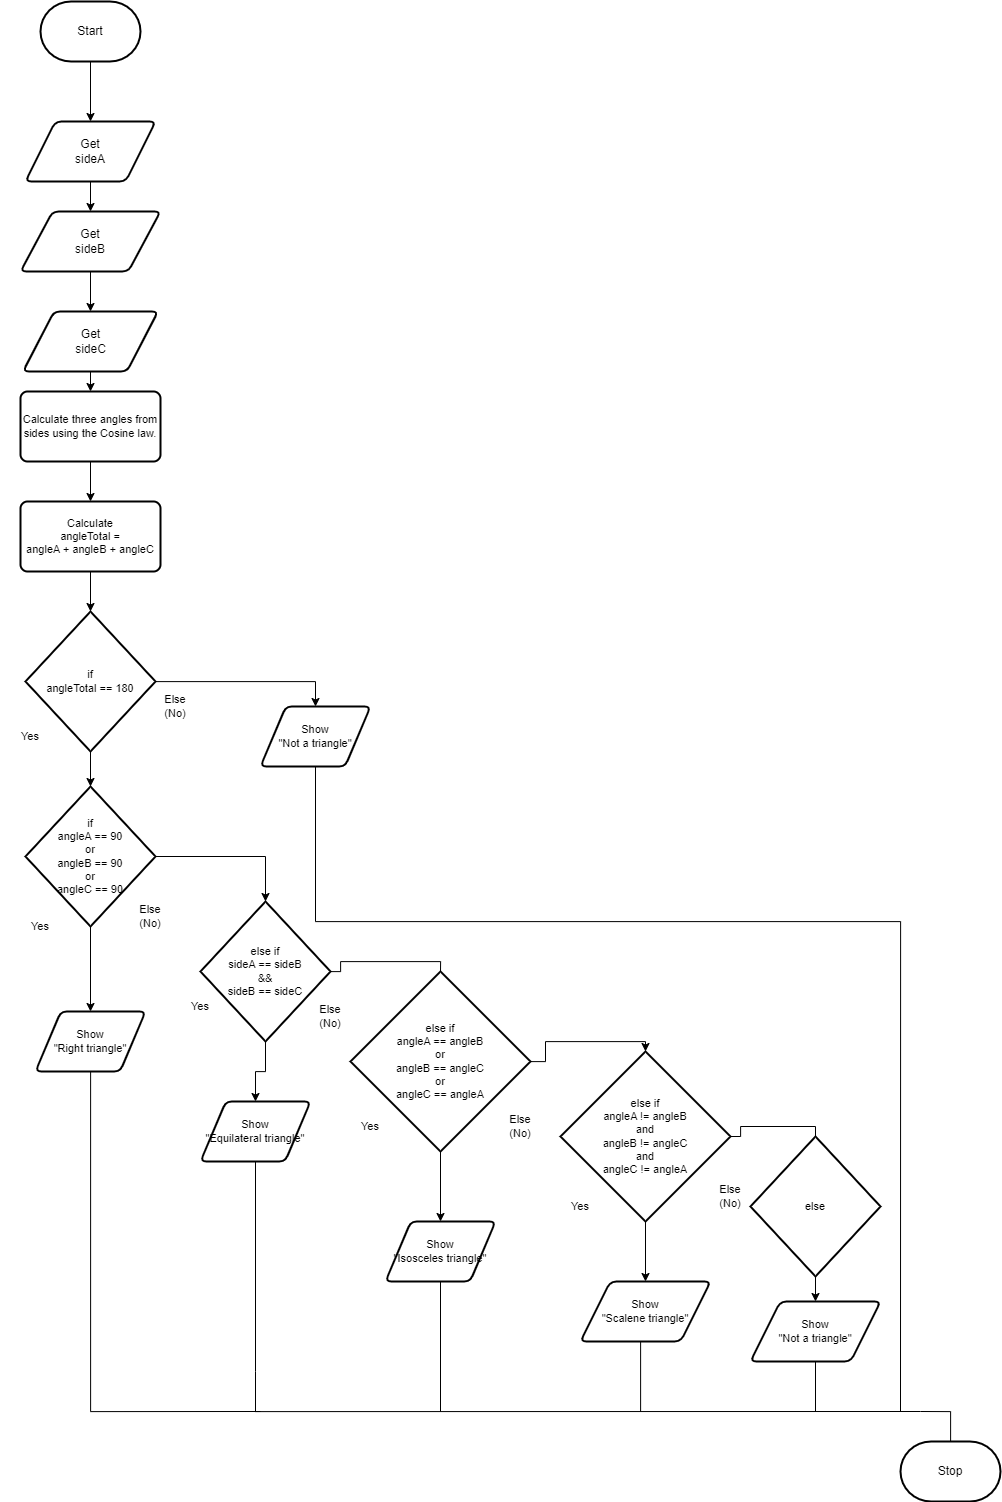 Start
Get
sideA
Get
sideB
Get
sideC
Calculate three angles from
sides using the Cosine law.
Calculate
angleTotal =
angleA + angleB + angleC
if
angleTotal == 180
Else
(No)
Yes
Show
"Not a triangle"
if
angleA == 90
or
angleB == 90
or
angleC == 90
Else
(No)
Yes
else if
sideA == sideB
&&
sideB == sideC
Yes
Else
(No)
Show
"Right triangle"
else if
angleA == angleB
or
angleB == angleC
or
angleC == angleA
Yes
Else
(No)
Show
"Equilateral triangle"
else if
angleA != angleB
and
angleB != angleC
and
angleC != angleA
Yes
Else
(No)
else
Show
"Isosceles triangle"
Show
"Scalene triangle"
Show
"Not a triangle"
Stop